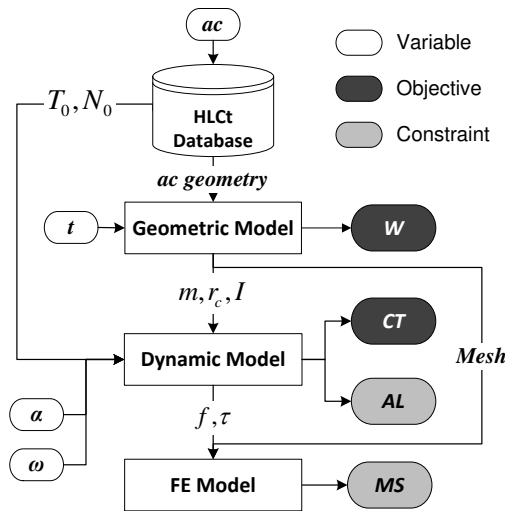 ac
Variable
T₀, N₀
HLCt
Database
Objective
Constraint
ac geometry
t
Geometric Model
W
m, r_c, I
CT
Mesh
Dynamic Model
AL
α
f, τ
ω
FE Model
MS